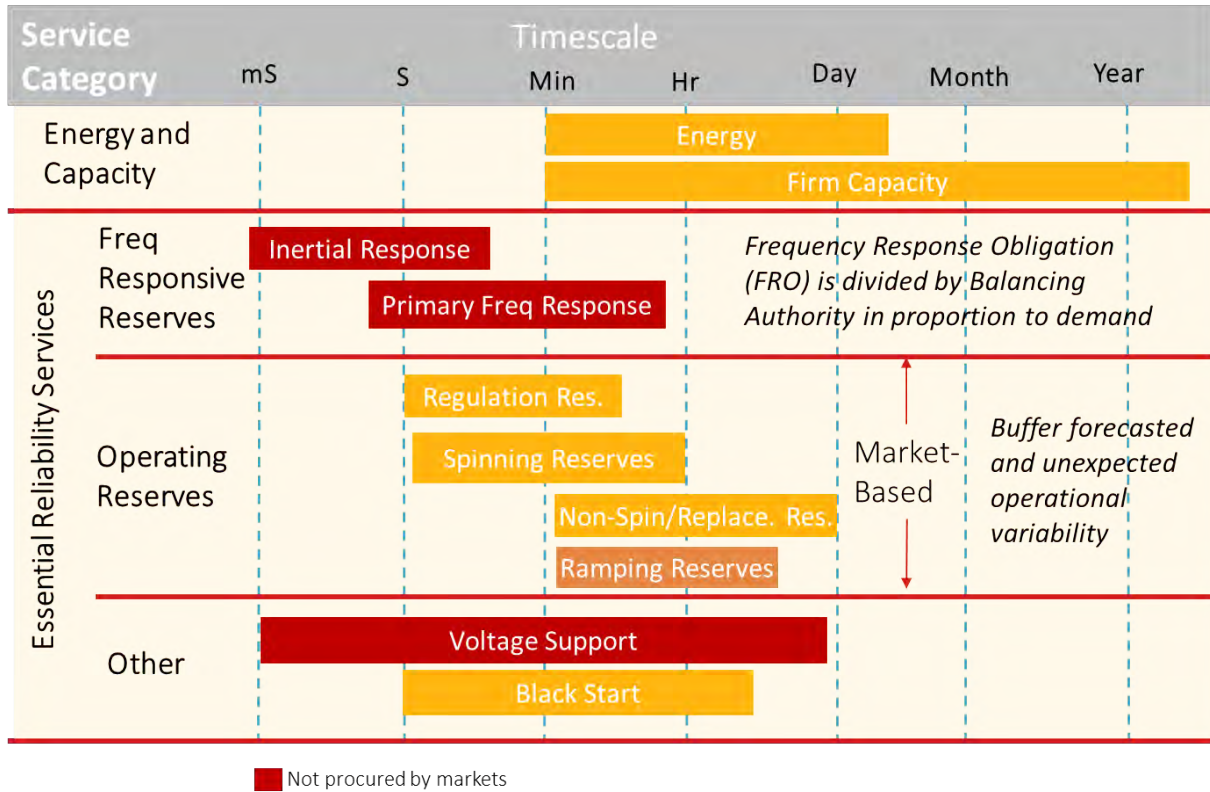 Service
Category
Timescale
mS
S
Min
Hr
Day
Month
Year
Energy and
Capacity
Energy
Firm Capacity
Essential Reliability Services
Freq
Responsive
Reserves
Inertial Response
Primary Freq Response
Frequency Response Obligation
(FRO) is divided by Balancing
Authority in proportion to demand
Operating
Reserves
Regulation Res.
Spinning Reserves
Non-Spin/Replace. Res.
Ramping Reserves
Market-
Based
Buffer forecasted
and unexpected
operational
variability
Other
Voltage Support
Black Start
Not procured by markets